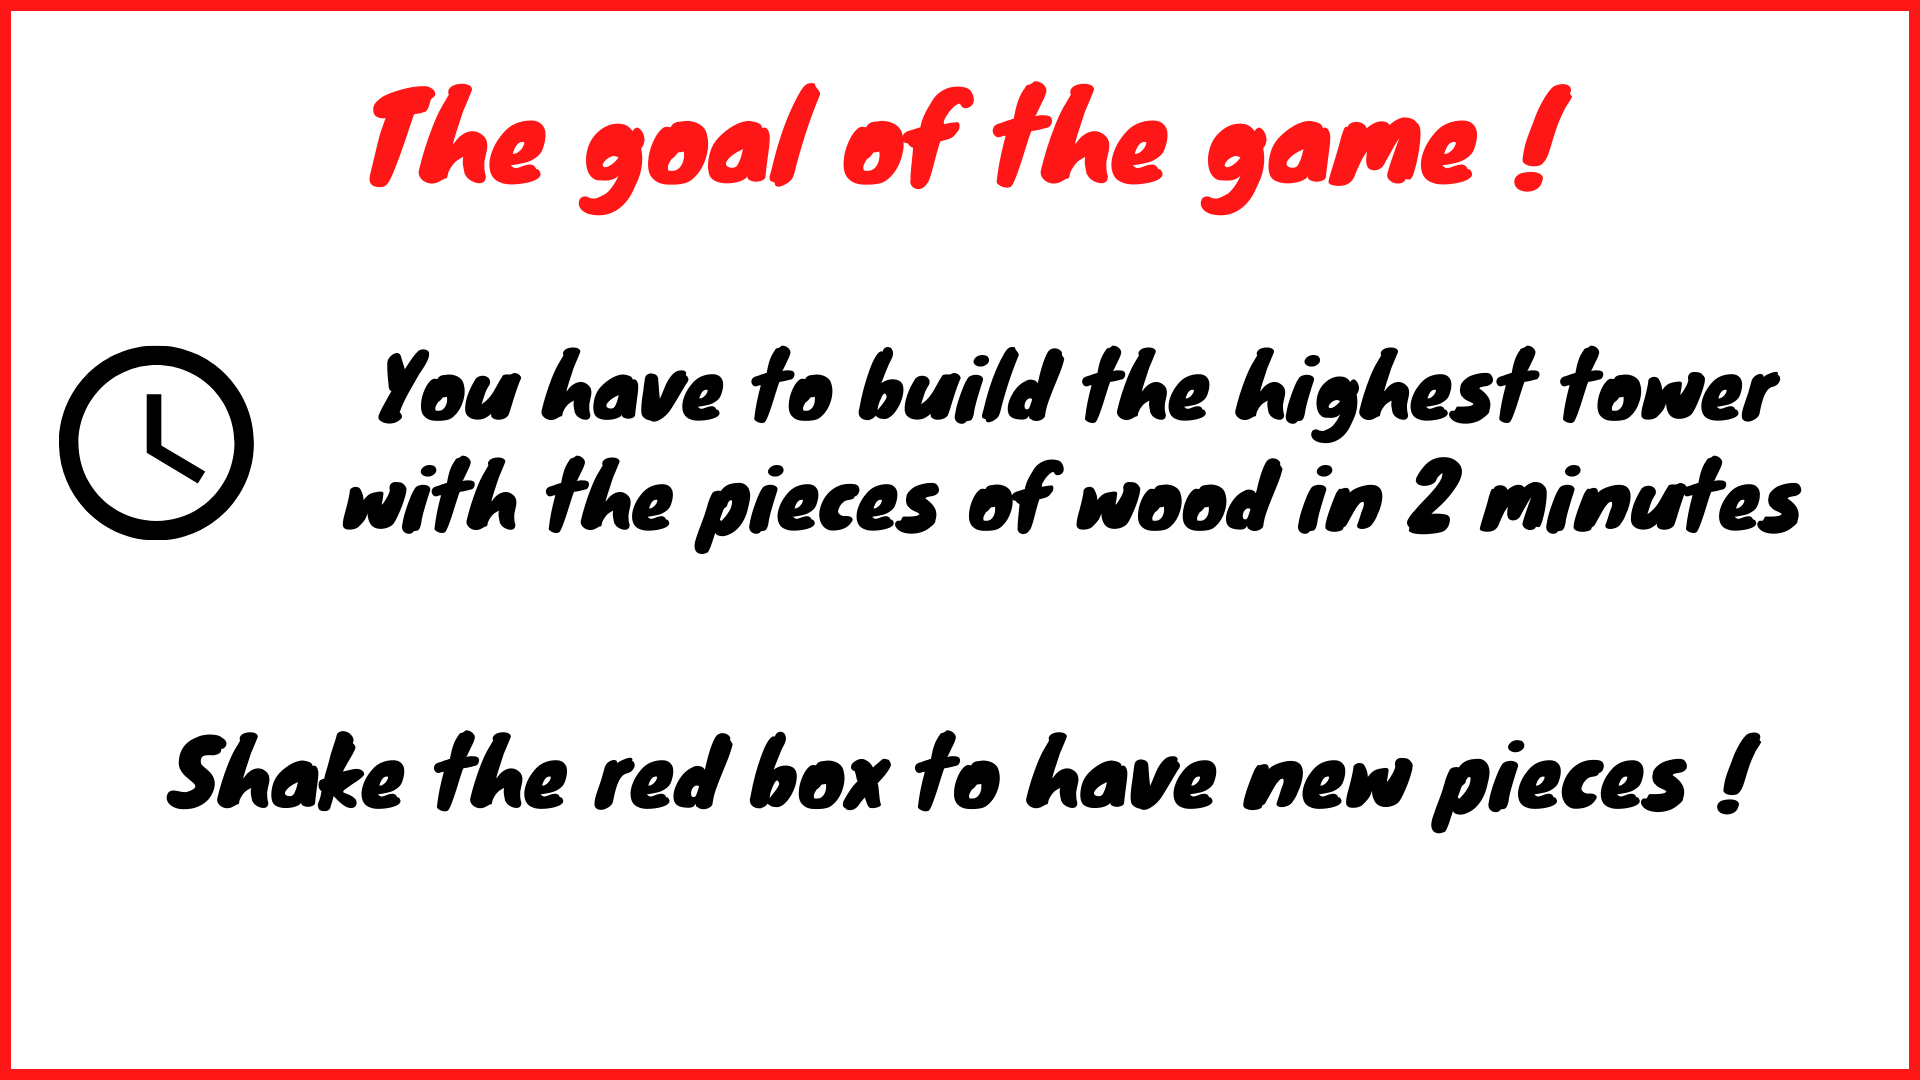 The goal of the game !
You have to build the highest tower
with the pieces of wood in 2 minutes
Shake the red box to have new pieces !